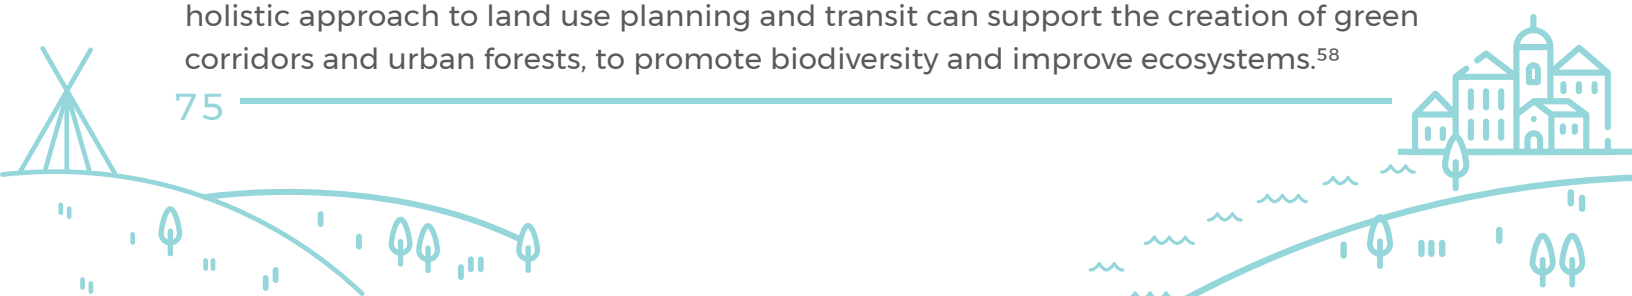 holistic approach to land use planning and transit can support the creation of green
corridors and urban forests, to promote biodiversity and improve ecosystems.⁵⁸
75